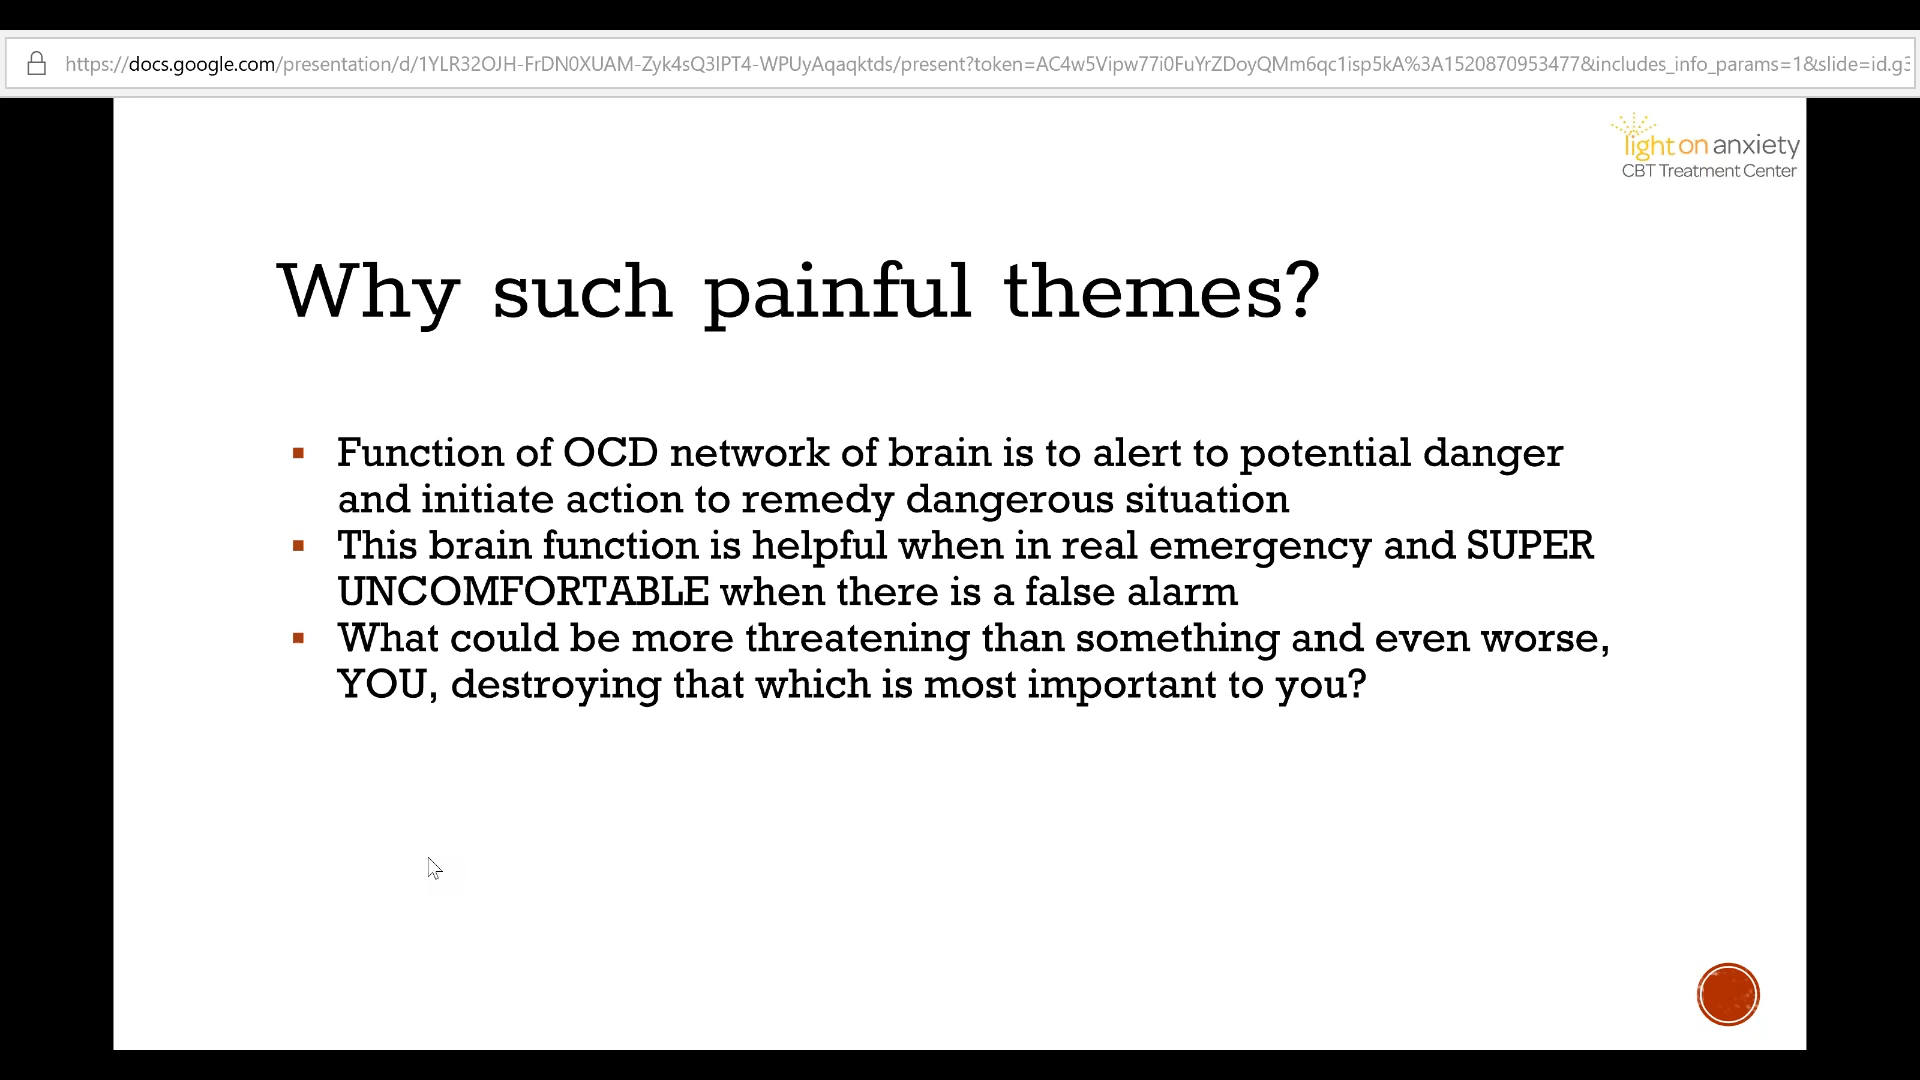 https://docs.google.com/presentation/d/1YLR32OJH-FrDN0XUAM-Zyk4sQ3lPT4-WPUyAqaqktds/present?token=AC4w5Vipw77i0FuYrZDoyQMm6qc1isp5kA%3A1520870953477&includes_info_params=1&slide=id.g3
light on anxiety
CBT Treatment Center
Why such painful themes?
Function of OCD network of brain is to alert to potential danger
and initiate action to remedy dangerous situation
This brain function is helpful when in real emergency and SUPER
UNCOMFORTABLE when there is a false alarm
What could be more threatening than something and even worse,
YOU, destroying that which is most important to you?